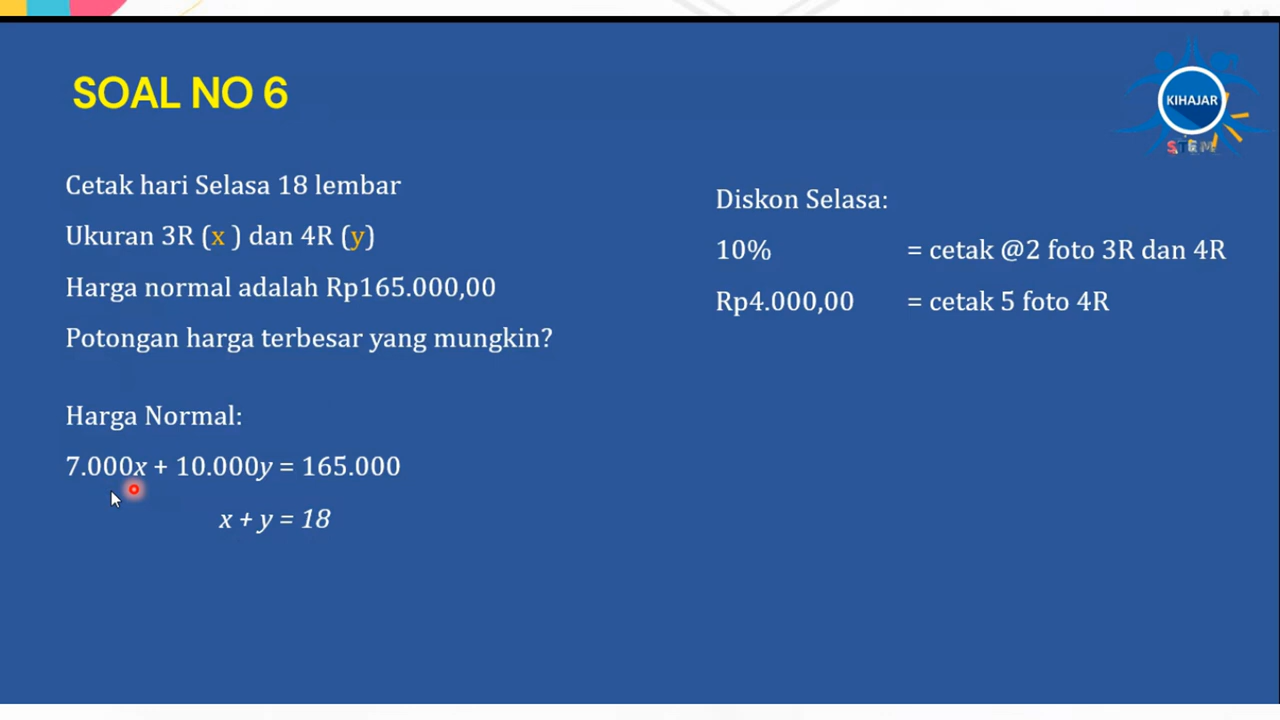 SOAL NO 6
KIHAJAR
STEM
Cetak hari Selasa 18 lembar
Ukuran 3R (x ) dan 4R (y)
Harga normal adalah Rp165.000,00
Potongan harga terbesar yang mungkin?
Harga Normal:
7.000x + 10.000y = 165.000
x + y = 18
Diskon Selasa:
10% = cetak @2 foto 3R dan 4R
Rp4.000,00 = cetak 5 foto 4R